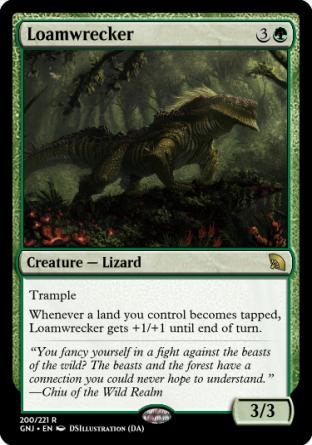 Loamwrecker 3
Creature — Lizard
Trample
Whenever a land you control becomes tapped,
Loamwrecker gets +1/+1 until end of turn.
“You fancy yourself in a fight against the beasts
of the wild? The beasts and the forest have a
connection you could never hope to understand.”
—Chiu of the Wild Realm
3/3
200/221 R
GNJ • EN DSIllustration (DA)